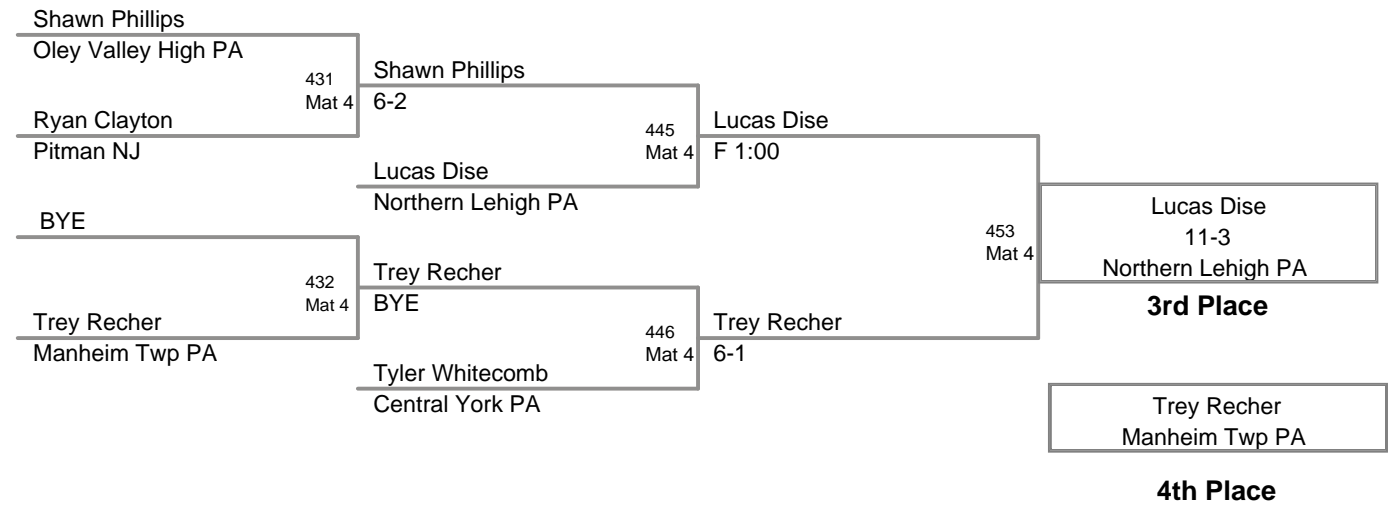 Shawn Phillips
Oley Valley High PA
431
Mat 4
Ryan Clayton
Pitman NJ
BYE
432
Mat 4
Trey Recher
Manheim Twp PA
Shawn Phillips
6-2
445
Mat 4
Lucas Dise
Northern Lehigh PA
Trey Recher
BYE
446
Mat 4
Tyler Whitecomb
Central York PA
Lucas Dise
F 1:00
453
Mat 4
Trey Recher
6-1
Lucas Dise
11-3
Northern Lehigh PA
3rd Place
Trey Recher
Manheim Twp PA
4th Place